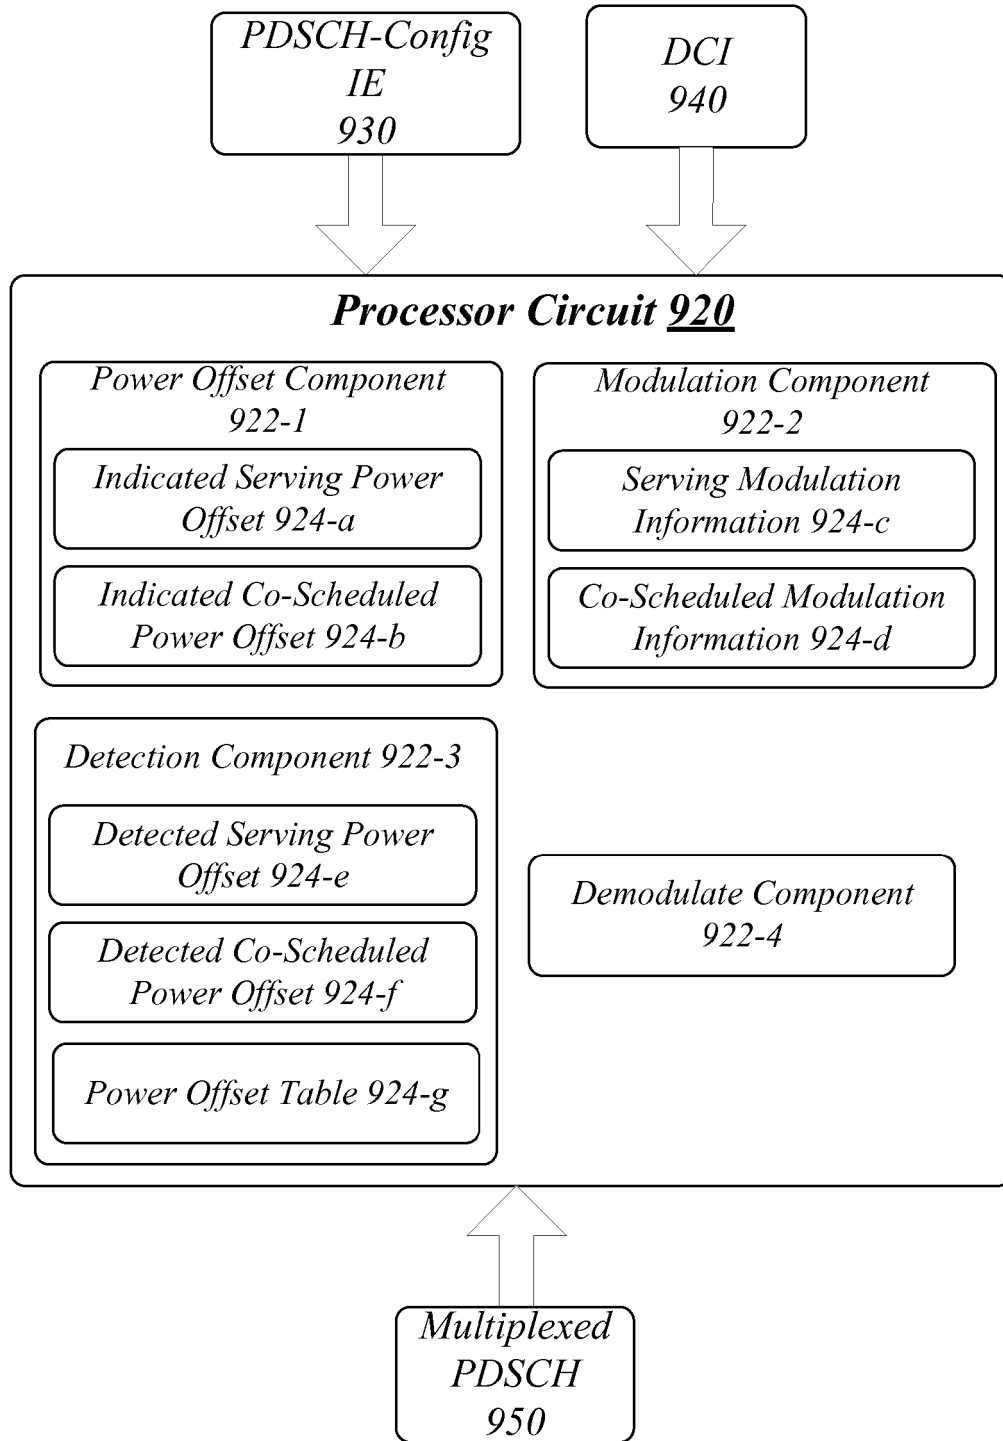 PDSCH-Config
IE
930
DCI
940
Processor Circuit 920
Power Offset Component
922-1
Indicated Serving Power
Offset 924-a
Indicated Co-Scheduled
Power Offset 924-b
Modulation Component
922-2
Serving Modulation
Information 924-c
Co-Scheduled Modulation
Information 924-d
Detection Component 922-3
Detected Serving Power
Offset 924-e
Detected Co-Scheduled
Power Offset 924-f
Power Offset Table 924-g
Demodulate Component
922-4
Multiplexed
PDSCH
950